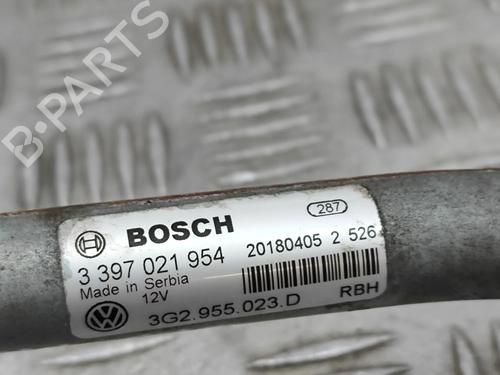 B-PARTS
BOSCH
287
3 397 021 954
20180405 2 526
Made in Serbia
12V
3G2.955.023.D
RBH